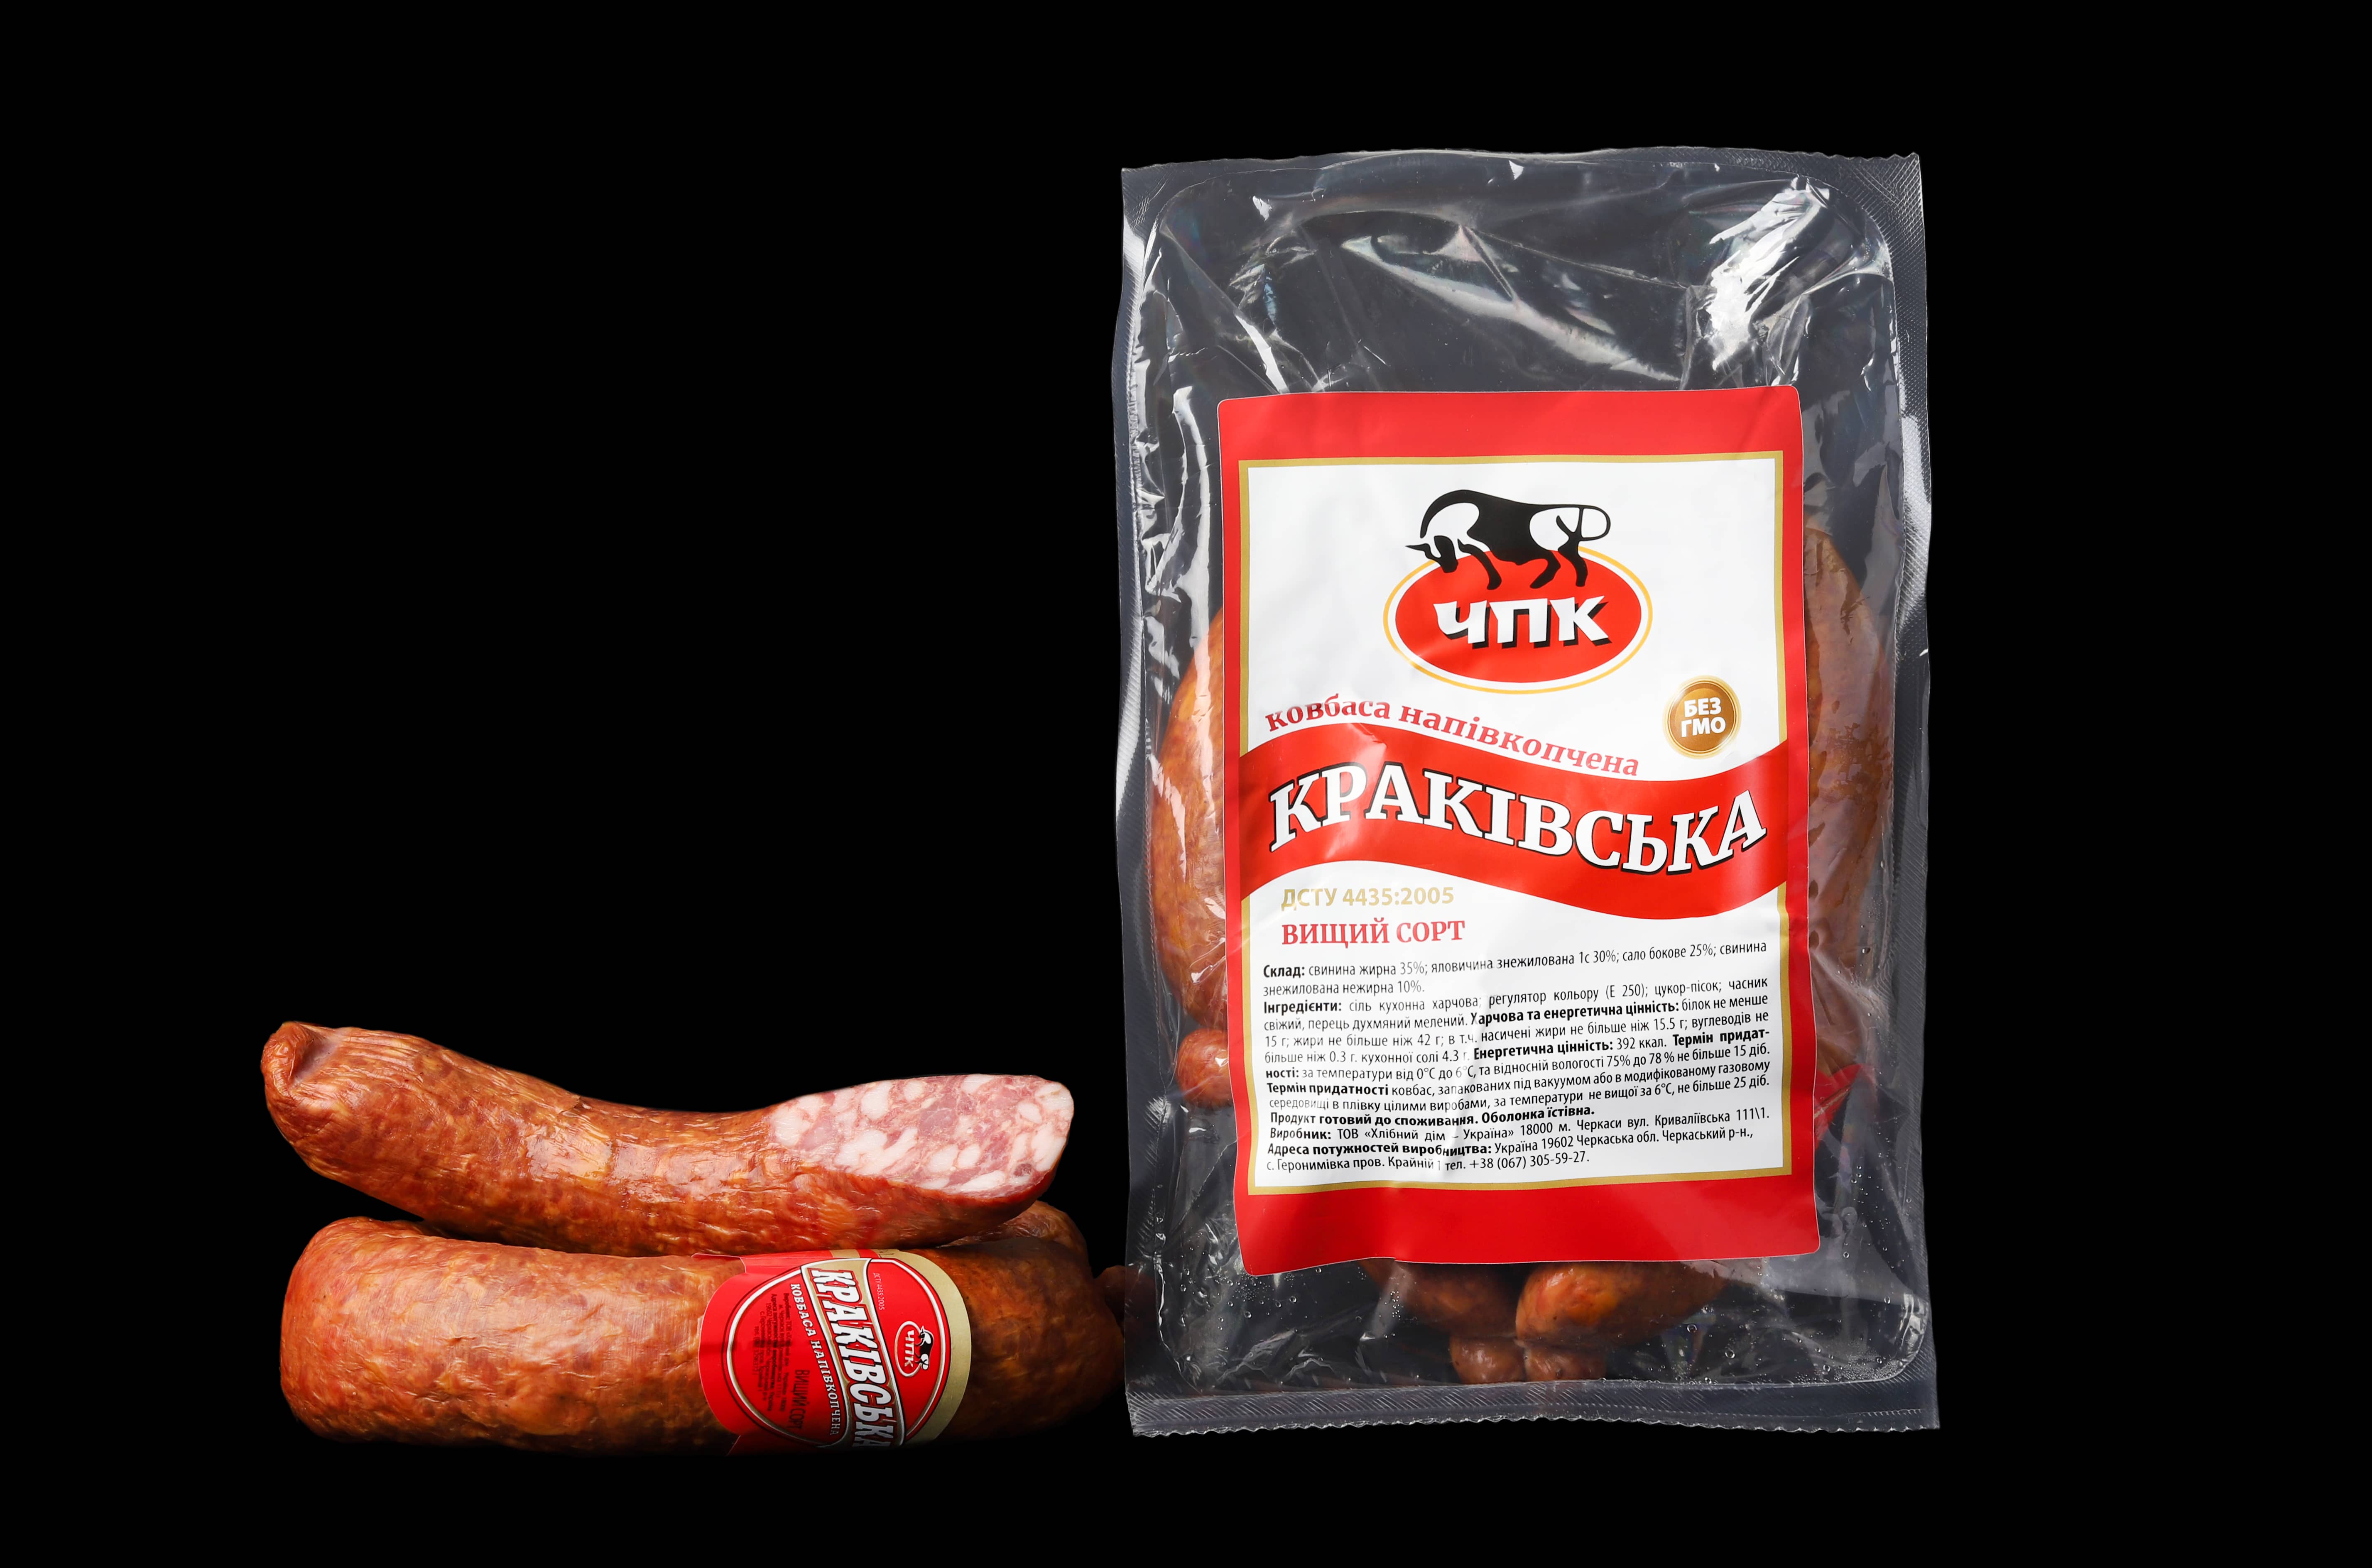 ЧПК
ковбаса напівкопчена
БЕЗ
ГМО
КРАКІВСЬКА
ДСТУ 4435:2005
ВИЩИЙ СОРТ
Склад: свинина жирна 35%; яловичина знежилована 1с 30%; сало бокове 25%; свинина
знежилована нежирна 10%.
Інгредієнти: сіль кухонна харчова; регулятор кольору (Е 250); цукор-пісок; часник
свіжий, перець духмяний мелений. Харчова та енергетична цінність: білок не менше
15 г; жири не більше ніж 42 г; в т.ч. насичені жири не більше ніж 15.5 г; вуглеводів не
більше ніж 0.3 г. кухонної солі 4.3 г. Енергетична цінність: 392 ккал. Термін придат-
ності: за температури від 0°С до 6°С, та відносній вологості 75% до 78 % не більше 15 діб.
Термін придатності ковбас, запакованих під вакуумом або в модифікованому газовому
середовищі в плівку цілими виробами, за температури не вищої за 6°С, не більше 25 діб.
Продукт готовий до споживання. Оболонка їстівна.
Виробник: ТОВ «Хлібний дім – Україна» 18000 м. Черкаси вул. Криваліївська 111\1.
Адреса потужностей виробництва: Україна 19602 Черкаська обл. Черкаський р-н.,
с. Геронимівка пров. Крайній 1 тел. +38 (067) 305-59-27.
ДСТУ 4435:2005
ЧПК
КРАКІВСЬКА
КОВБАСА НАПІВКОПЧЕНА
ВИЩИЙ СОРТ